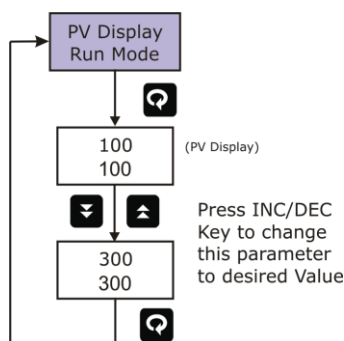 PV Display
Run Mode
100
100
(PV Display)
Press INC/DEC
Key to change
this parameter
to desired Value
300
300